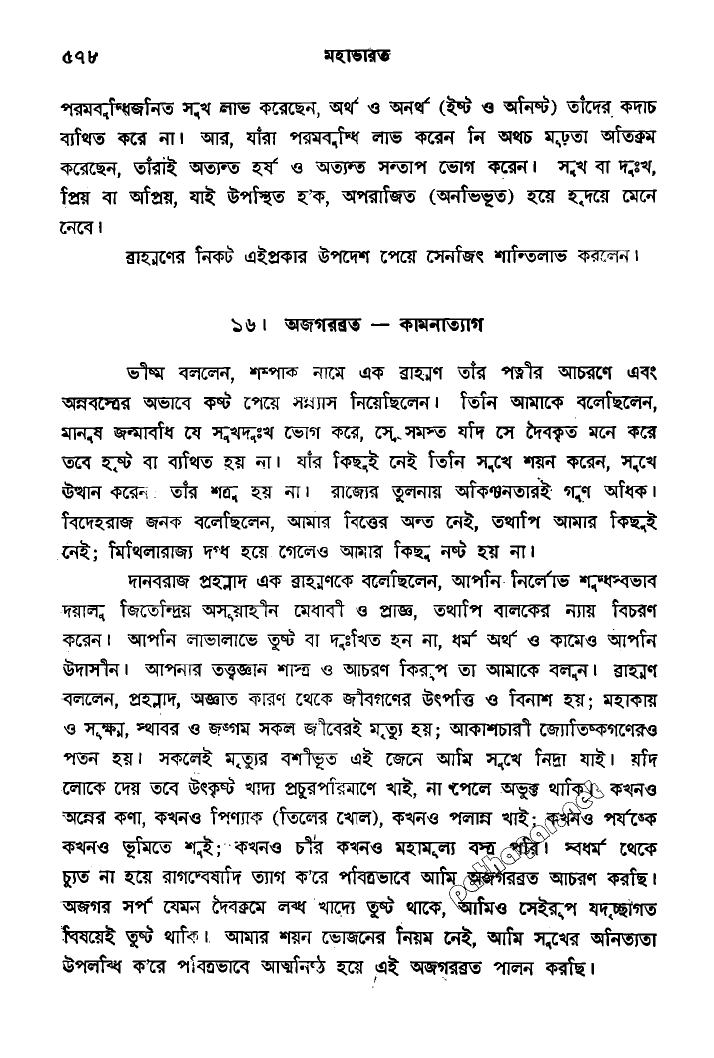 ৫৭৮ মহাভারত
পরমবুদ্ধিজনিত সুখ লাভ করেছেন, অর্থ ও অনর্থ (ইষ্ট ও অনিষ্ট) তাঁদের কদাচ
ব্যথিত করে না। আর, যাঁরা পরমবুদ্ধি লাভ করেন নি অথচ মূঢ়তা অতিক্রম
করেছেন, তাঁরাই অত্যন্ত হর্ষ ও অত্যন্ত সন্তাপ ভোগ করেন। সুখ বা দুঃখ,
প্রিয় বা অপ্রিয়, যাই উপস্থিত হ'ক, অপরাজিত (অনভিভূত) হয়ে হৃদয়ে মেনে
নেবে।
ব্রাহ্মণের নিকট এইপ্রকার উপদেশ পেয়ে সেনজিৎ শান্তিলাভ করলেন।
১৬। অজগরব্রত — কামনাত্যাগ
ভীষ্ম বললেন, শম্পাক নামে এক ব্রাহ্মণ তাঁর পত্নীর আচরণে এবং
অন্নবস্ত্রের অভাবে কষ্ট পেয়ে সন্ন্যাস নিয়েছিলেন। তিনি আমাকে বলেছিলেন,
মানুষ জন্মাবধি যে সুখদুঃখ ভোগ করে, সে সমস্ত যদি সে দৈবকৃত মনে করে
তবে হৃষ্ট বা ব্যথিত হয় না। যাঁর কিছুই নেই তিনি সুখে শয়ন করেন, সুখে
উত্থান করেন, তাঁর শত্রু হয় না। রাজ্যের তুলনায় অকিঞ্চনতারই গুণ অধিক।
বিদেহরাজ জনক বলেছিলেন, আমার বিত্তের অন্ত নেই, তথাপি আমার কিছুই
নেই; মিথিলারাজ্য দগ্ধ হয়ে গেলেও আমার কিছু নষ্ট হয় না।
দানবরাজ প্রহ্লাদ এক ব্রাহ্মণকে বলেছিলেন, আপনি নির্লোভ শুদ্ধস্বভাব
দয়ালু জিতেন্দ্রিয় অসূয়াহীন মেধাবী ও প্রাজ্ঞ, তথাপি বালকের ন্যায় বিচরণ
করেন। আপনি লাভালাভে তুষ্ট বা দুঃখিত হন না, ধর্ম অর্থ ও কামেও আপনি
উদাসীন। আপনার তত্ত্বজ্ঞান শাস্ত্র ও আচরণ কিরূপ তা আমাকে বলুন। ব্রাহ্মণ
বললেন, প্রহ্লাদ, অজ্ঞাত কারণ থেকে জীবগণের উৎপত্তি ও বিনাশ হয়; মহাকায়
ও সূক্ষ্ম, স্থাবর ও জঙ্গম সকল জীবেরই মৃত্যু হয়; আকাশচারী জ্যোতিষ্কগণেরও
পতন হয়। সকলেই মৃত্যুর বশীভূত এই জেনে আমি সুখে নিদ্রা যাই। যদি
লোকে দেয় তবে উৎকৃষ্ট খাদ্য প্রচুরপরিমাণে খাই, না পেলে অভুক্ত থাকি। কখনও
অন্নের কণা, কখনও পিণ্যাক (তিলের খোল), কখনও পলান্ন খাই; কখনও পর্যঙ্কে
কখনও ভূমিতে শুই; কখনও চীর কখনও মহামূল্য বস্ত্র পরি। স্বধর্ম থেকে
চ্যুত না হয়ে রাগদ্বেষাদি ত্যাগ ক'রে পবিত্রভাবে আমি অজগরব্রত আচরণ করছি।
অজগর সর্প যেমন দৈবক্রমে লব্ধ খাদ্যে তুষ্ট থাকে, আমিও সেইরূপ যদৃচ্ছাগত
বিষয়েই তুষ্ট থাকি। আমার শয়ন ভোজনের নিয়ম নেই, আমি সুখের অনিত্যতা
উপলব্ধি ক'রে পবিত্রভাবে আত্মনিষ্ঠ হয়ে এই অজগরব্রত পালন করছি।